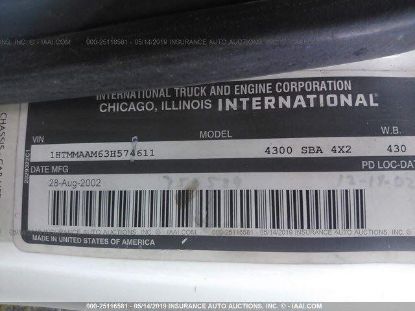 INTERNATIONAL TRUCK AND ENGINE CORPORATION
CHICAGO, ILLINOIS INTERNATIONAL
VIN MODEL W.B.
1HTMMAAM63H574611 4300 SBA 4X2 430
DATE MFG PD LOC-DAT
28-Aug-2002
MADE IN UNITED STATES OF AMERICA
000-25116581 - 05/14/2019 - INSURANCE AUTO AUCTIONS, INC. © - IAAI.COM